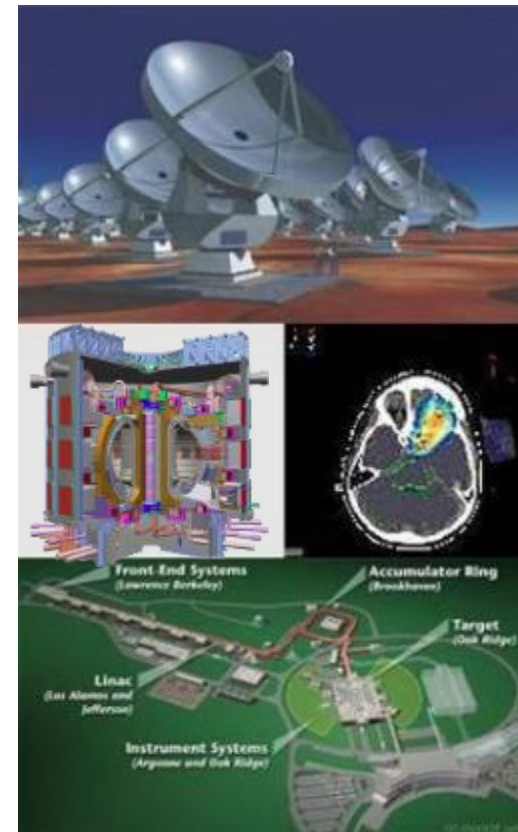 Front-End Systems
(Lawrence Berkeley)
Accumulator Ring
(Brookhaven)
Target
(Oak Ridge)
Linac
(Los Alamos and
Jefferson)
Instrument Systems
(Argonne and Oak Ridge)